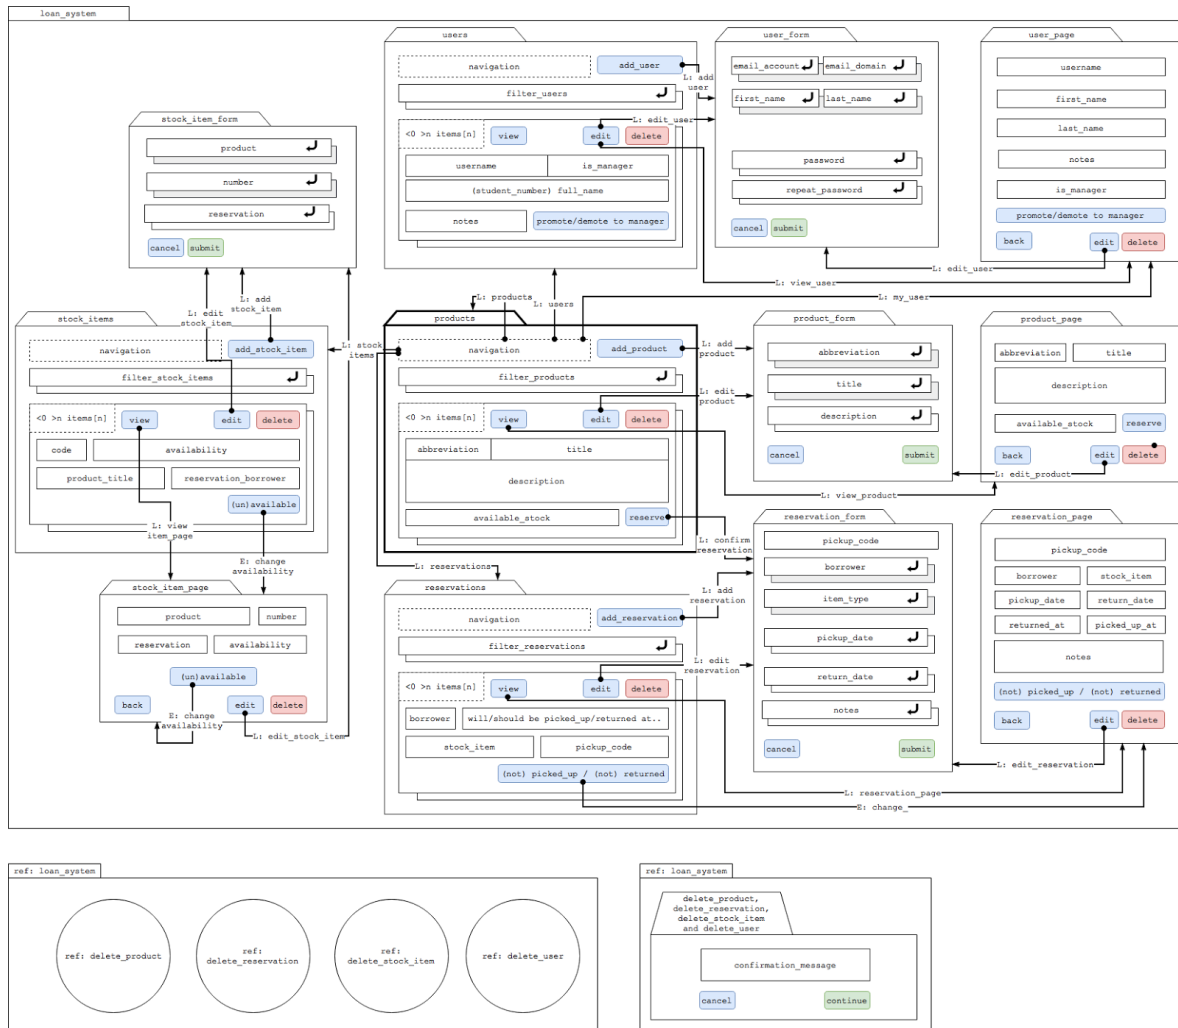 loan_system
users
navigation
add_user
filter_users
<0 >n items[n]
view
edit
delete
username
is_manager
(student_number) full_name
notes
promote/demote to manager
L: add
user
L: edit_user
user_form
email_account
email_domain
first_name
last_name
password
repeat_password
cancel
submit
user_page
username
first_name
last_name
notes
is_manager
promote/demote to manager
back
edit
delete
L: edit_user
L: view_user
L: my_user
L: users
L: products
stock_item_form
product
number
reservation
cancel
submit
L: add
stock_item
L: edit
stock_item
stock_items
navigation
add_stock_item
filter_stock_items
<0 >n items[n]
view
edit
delete
code
availability
product_title
reservation_borrower
(un)available
L: view
item_page
E: change
availability
L: stock
items
products
navigation
add_product
filter_products
<0 >n items[n]
view
edit
delete
abbreviation
title
description
available_stock
reserve
L: add
product
L: edit
product
product_form
abbreviation
title
description
cancel
submit
product_page
abbreviation
title
description
available_stock
reserve
back
edit
delete
L: edit_product
L: view_product
L: confirm
reservation
L: reservations
stock_item_page
product
number
reservation
availability
(un)available
back
edit
delete
E: change
availability
L: edit_stock_item
reservations
navigation
add_reservation
filter_reservations
<0 >n items[n]
view
edit
delete
borrower
will/should be picked_up/returned at..
stock_item
pickup_code
(not) picked_up / (not) returned
L: add
reservation
L: edit
reservation
reservation_form
pickup_code
borrower
item_type
pickup_date
return_date
notes
cancel
submit
reservation_page
pickup_code
borrower
stock_item
pickup_date
return_date
returned_at
picked_up_at
notes
(not) picked_up / (not) returned
back
edit
delete
L: edit_reservation
L: reservation_page
E: change_
ref: loan_system
ref: delete_product
ref:
delete_reservation
ref:
delete_stock_item
ref: delete_user
ref: loan_system
delete_product,
delete_reservation,
delete_stock_item
and delete_user
confirmation_message
cancel
continue